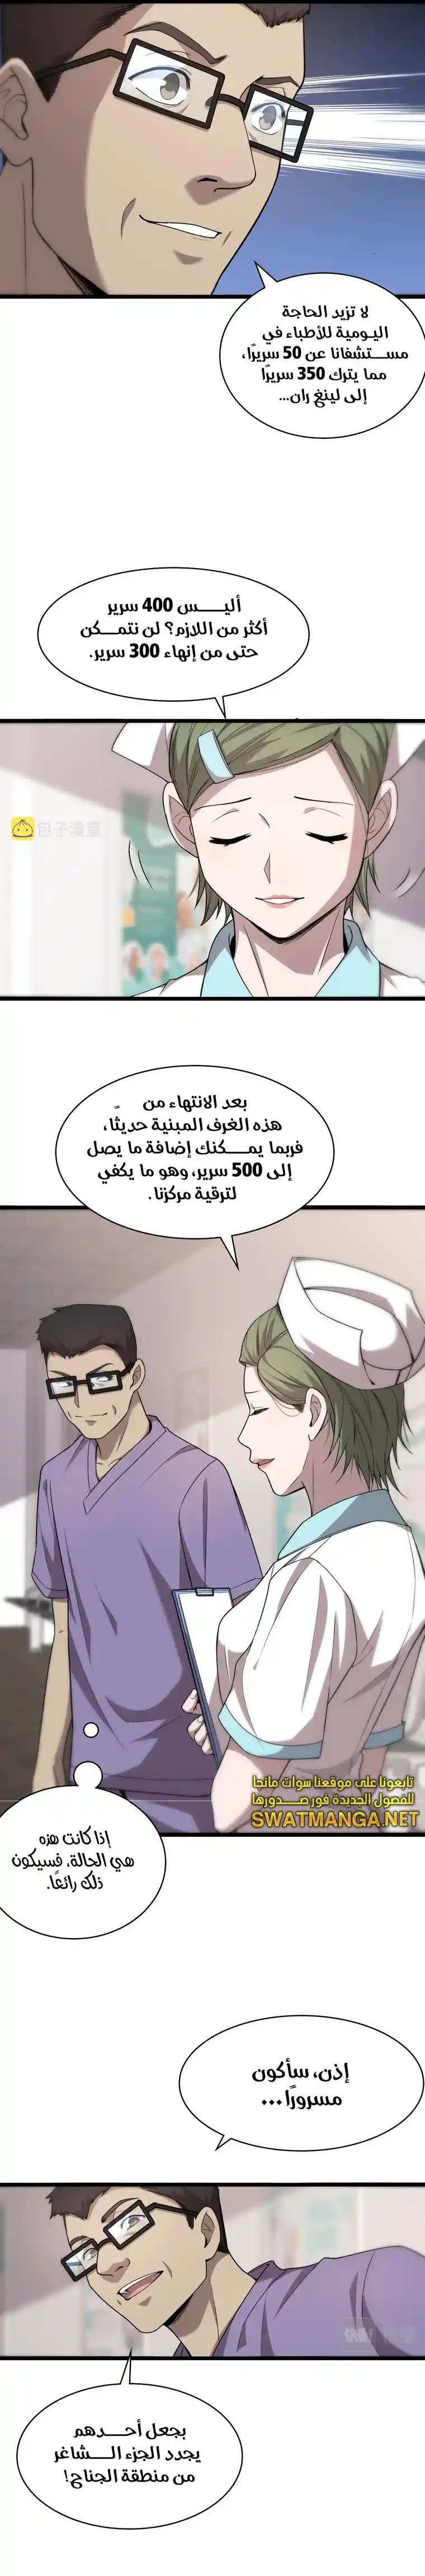 لا تزيد الحاجة
اليومية للأطباء في
مستشفانا عن 50 سريرًا،
مما يترك 350 سريرًا
إلى لينغ ران...
أليس 400 سرير
أكثر من اللازم؟ لن نتمكن
حتى من إنهاء 300 سرير.
包子漫畫
بعد الانتهاء من
هذه الغرف المبنية حديثًا،
فربما يمكنك إضافة ما يصل
إلى 500 سرير، وهو ما يكفي
لترقية مركزنا.
تابعونا على موقعنا سوات مانجا
للفصول الجديدة فور صدورها
SWATMANGA.NET
إذا كانت هذه
هي الحالة، فسيكون
ذلك رائعًا.
إذن، سأكون
مسرورًا...
بجعل أحدهم
يجدد الجزء الشاغر
من منطقة الجناح!